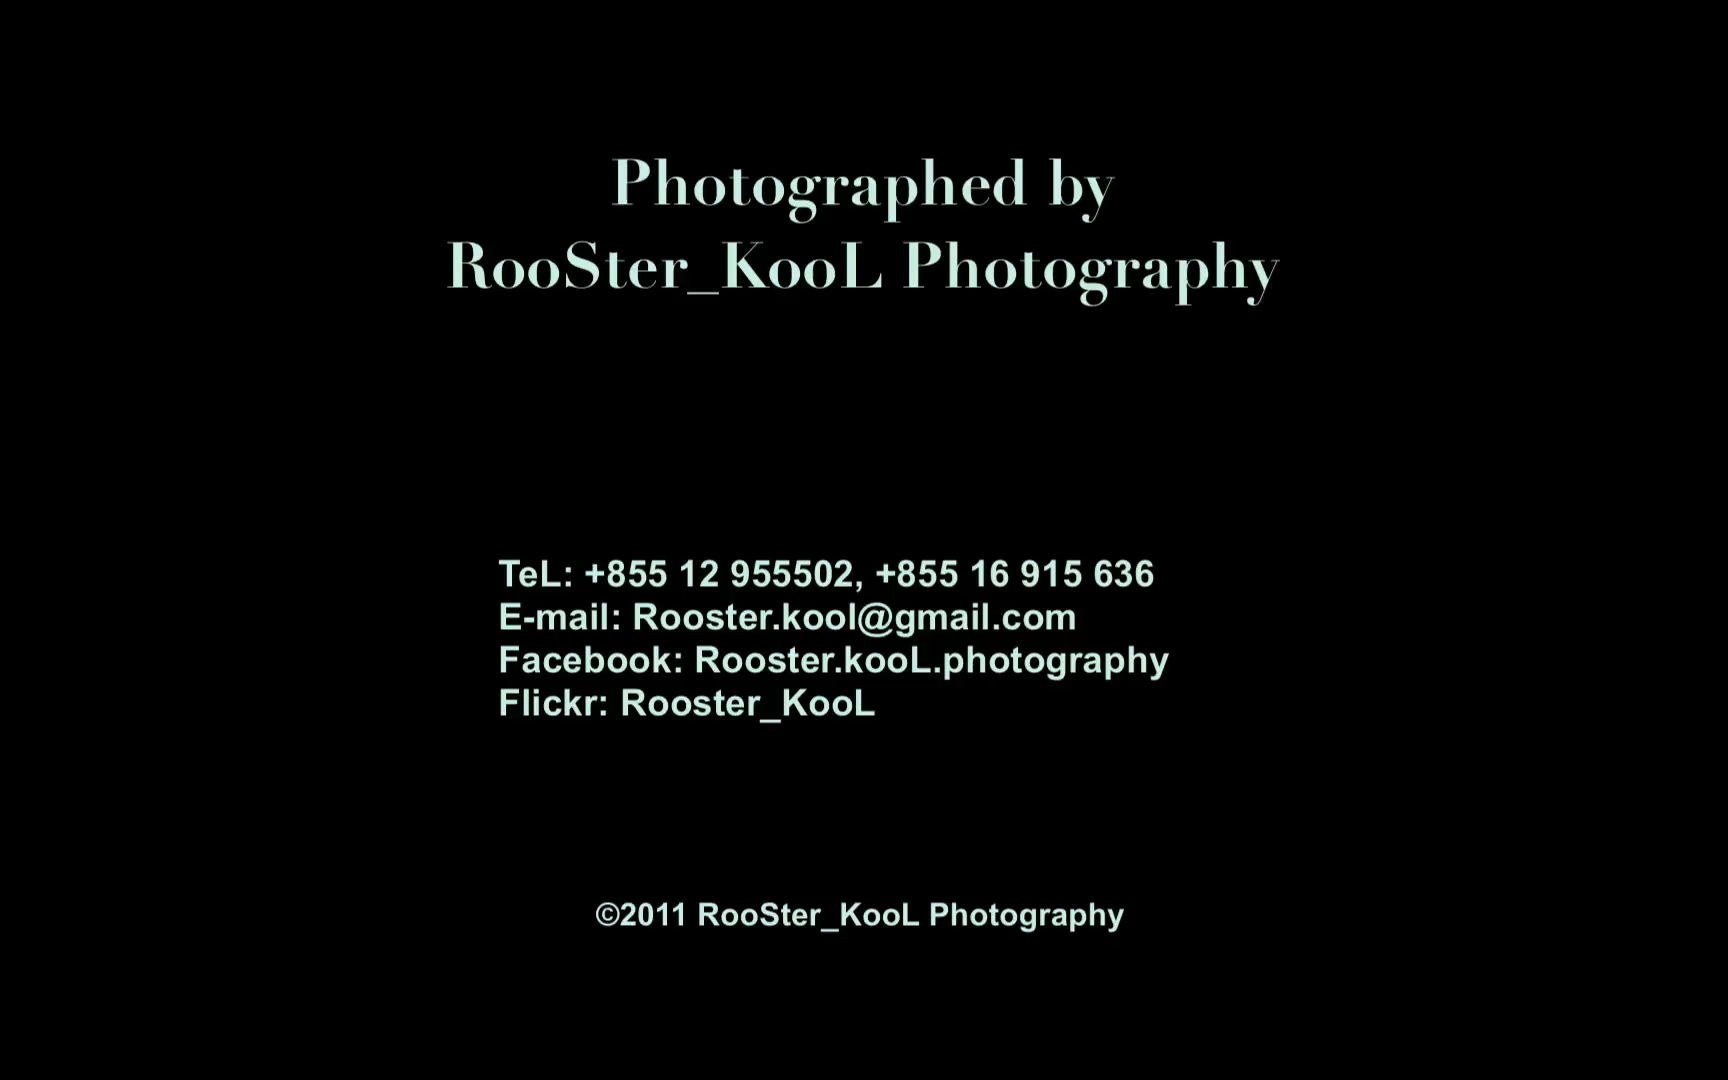 Photographed by
RooSter_KooL Photography
TeL: +855 12 955502, +855 16 915 636
E-mail: Rooster.kool@gmail.com
Facebook: Rooster.kooL.photography
Flickr: Rooster_KooL
©2011 RooSter_KooL Photography